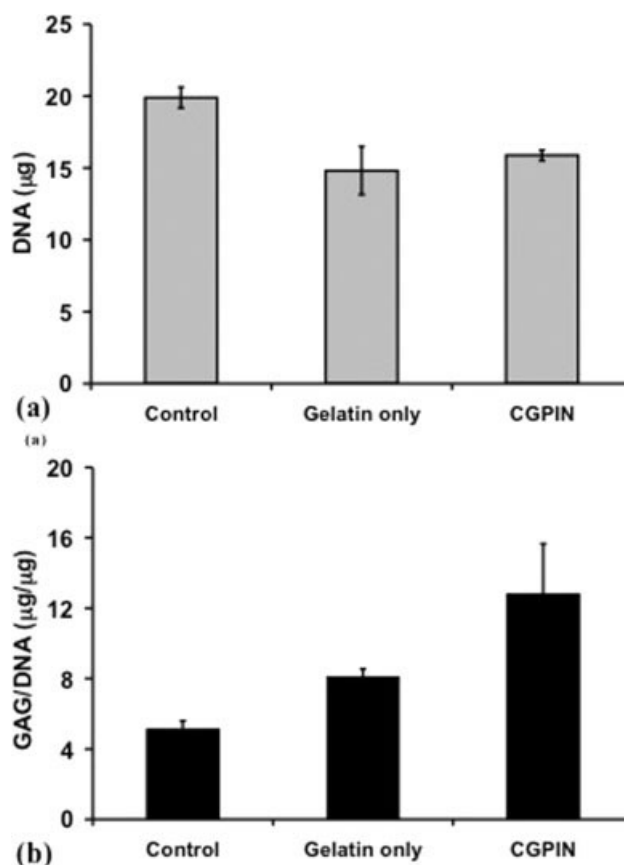 25
20
15
10
5
0
DNA (µg)
Control Gelatin only CGPIN
(a)
(a)
20
16
12
8
4
0
GAG/DNA (µg/µg)
Control Gelatin only CGPIN
(b)